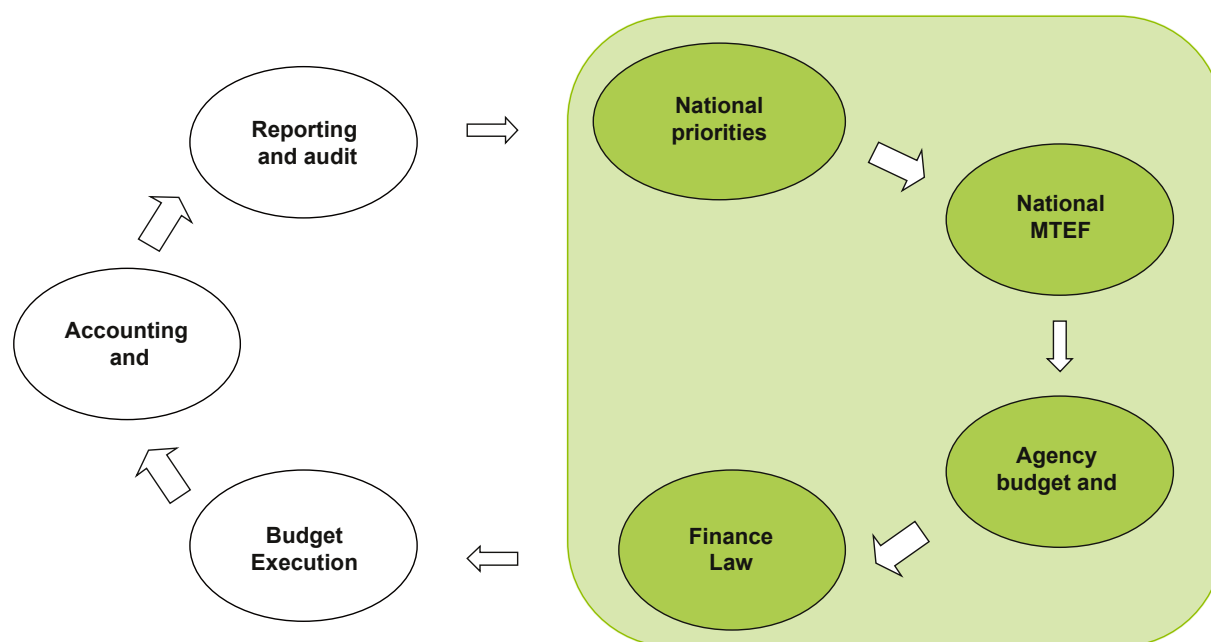 Reporting
and audit
National
priorities
National
MTEF
Accounting
and
Agency
budget and
Budget
Execution
Finance
Law